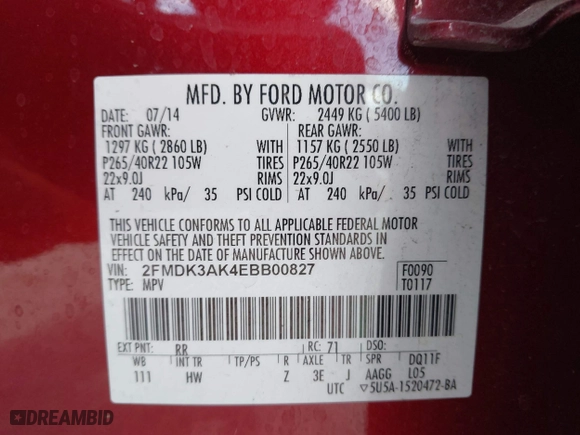 MFD. BY FORD MOTOR CO.
DATE: 07/14 GVWR: 2449 KG ( 5400 LB)
FRONT GAWR: REAR GAWR:
1297 KG ( 2860 LB) WITH 1157 KG ( 2550 LB) WITH
P265/40R22 105W TIRES P265/40R22 105W TIRES
22x9.0J RIMS 22x9.0J RIMS
AT 240 kPa/ 35 PSI COLD AT 240 kPa/ 35 PSI COLD
THIS VEHICLE CONFORMS TO ALL APPLICABLE FEDERAL MOTOR
VEHICLE SAFETY AND THEFT PREVENTION STANDARDS IN
EFFECT ON THE DATE OF MANUFACTURE SHOWN ABOVE.
VIN: 2FMDK3AK4EBB00827 F0090
TYPE: MPV T0117
EXT PNT: RR RC: 71 DSO:
WB INT TR TP/PS R AXLE TR SPR DQ11F
111 HW Z 3E J AAGG L05
UTC ▽5U5A-1520472-BA
DREAMBID